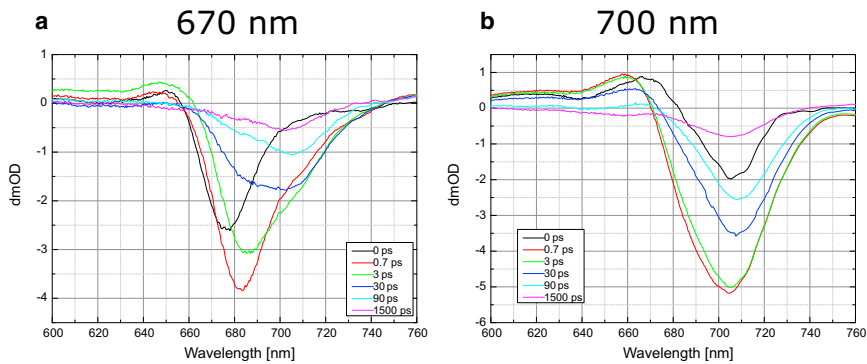 a 670 nm
1
0
-1
-2
-3
-4
dmOD
600 620 640 660 680 700 720 740 760
Wavelength [nm]
0 ps
0.7 ps
3 ps
30 ps
90 ps
1500 ps
b 700 nm
1
0
-1
-2
-3
-4
-5
-6
dmOD
600 620 640 660 680 700 720 740 760
Wavelength [nm]
0 ps
0.7 ps
3 ps
30 ps
90 ps
1500 ps